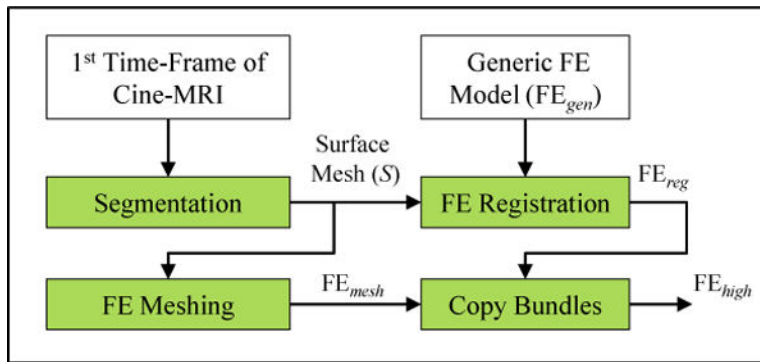 1st Time-Frame of
Cine-MRI
Generic FE
Model (FEgen)
Surface
Mesh (S)
FEreg
Segmentation
FE Registration
FEmesh
FEhigh
FE Meshing
Copy Bundles